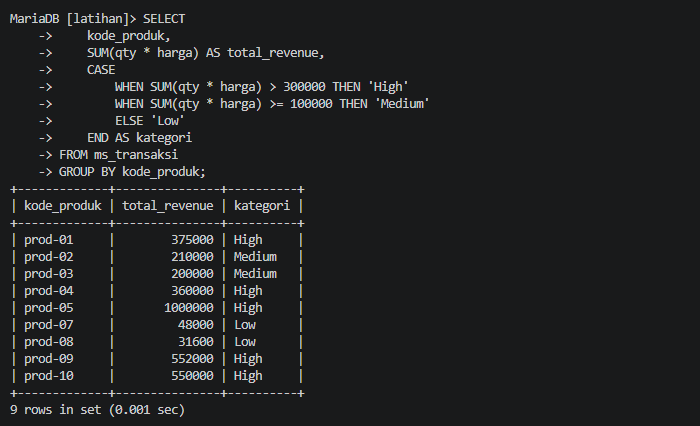 MariaDB [latihan]> SELECT
    ->     kode_produk,
    ->     SUM(qty * harga) AS total_revenue,
    ->     CASE
    ->         WHEN SUM(qty * harga) > 300000 THEN 'High'
    ->         WHEN SUM(qty * harga) >= 100000 THEN 'Medium'
    ->         ELSE 'Low'
    ->     END AS kategori
    -> FROM ms_transaksi
    -> GROUP BY kode_produk;
+-------------+---------------+----------+
| kode_produk | total_revenue | kategori |
+-------------+---------------+----------+
| prod-01     |        375000 | High     |
| prod-02     |        210000 | Medium   |
| prod-03     |        200000 | Medium   |
| prod-04     |        360000 | High     |
| prod-05     |       1000000 | High     |
| prod-07     |         48000 | Low      |
| prod-08     |         31600 | Low      |
| prod-09     |        552000 | High     |
| prod-10     |        550000 | High     |
+-------------+---------------+----------+
9 rows in set (0.001 sec)